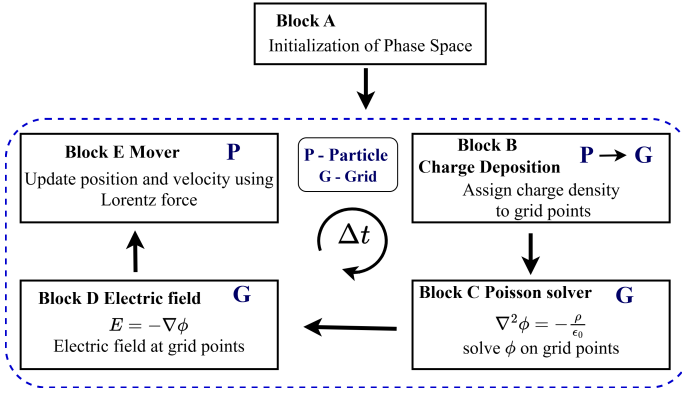 Block A
Initialization of Phase Space
Block E Mover P
Update position and velocity using
Lorentz force
P - Particle
G - Grid
Block B
Charge Deposition P → G
Assign charge density
to grid points
Δt
Block D Electric field G
E = −∇ϕ
Electric field at grid points
Block C Poisson solver G
∇²ϕ = −ρ/ϵ₀
solve ϕ on grid points